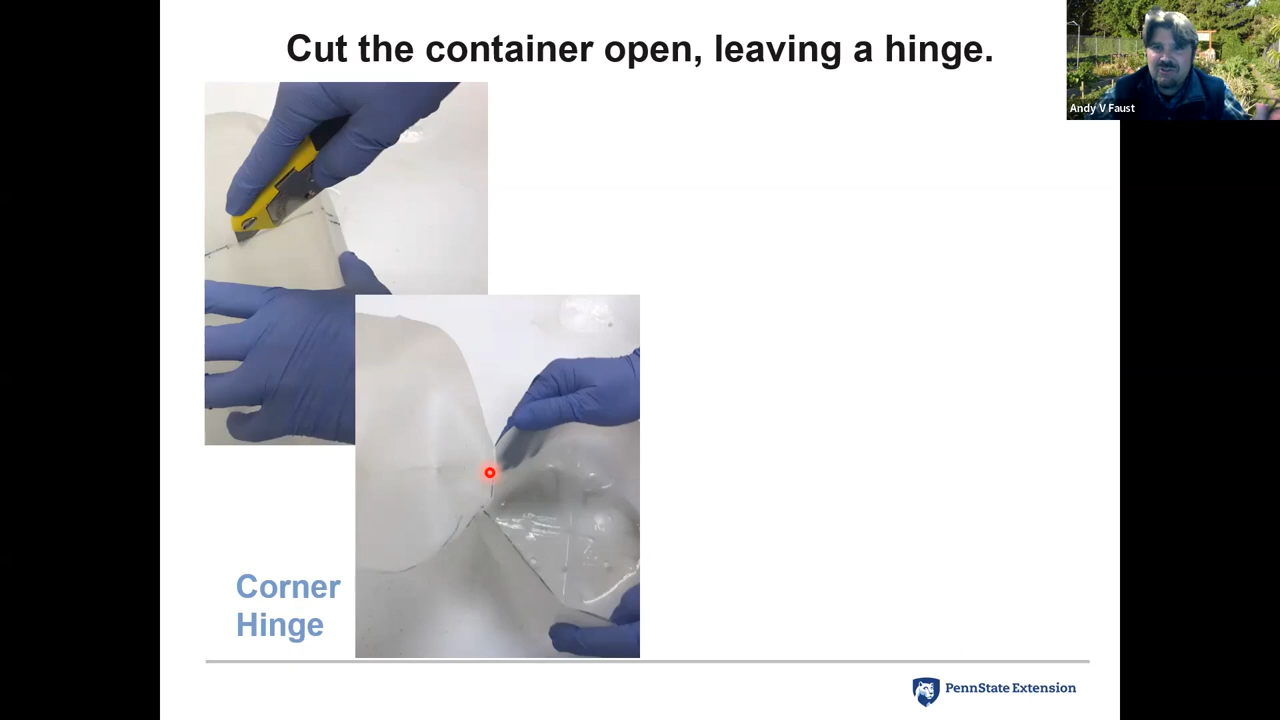 Cut the container open, leaving a hinge.
Andy V Faust
Corner
Hinge
PennState Extension